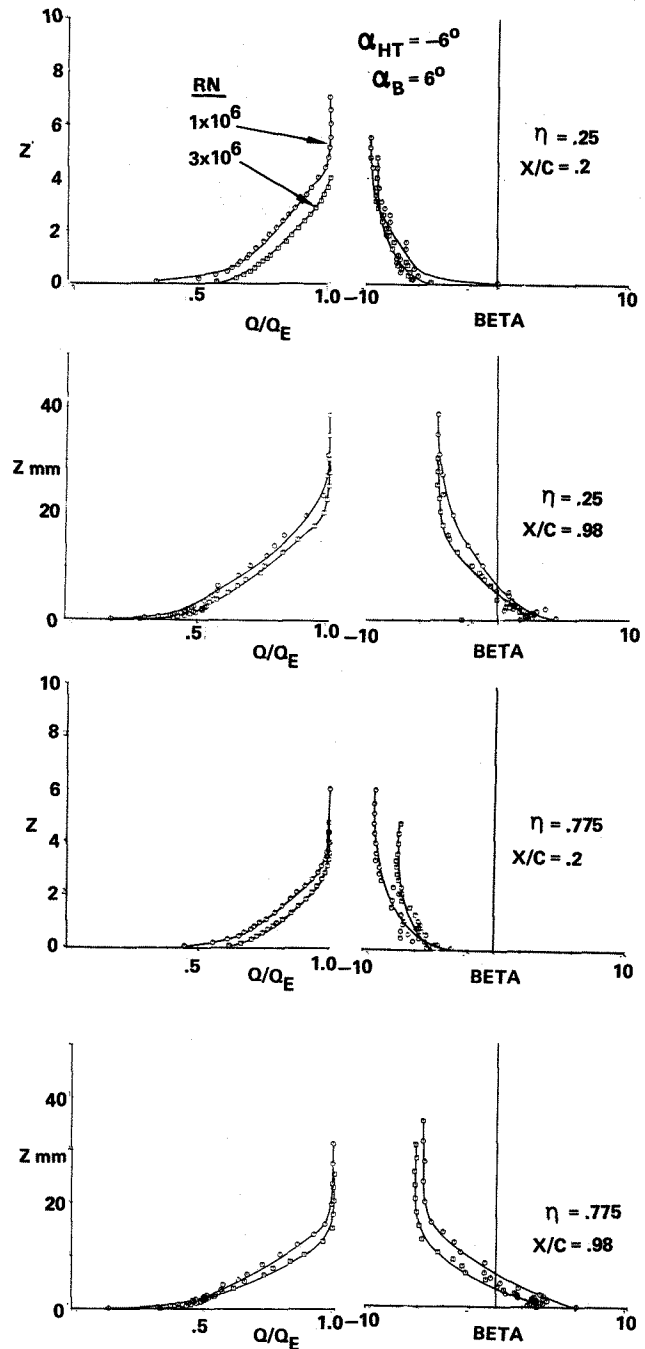 α_HT = −6°
α_B = 6°
10
8
6
4
2
0
Z
RN
1x10^6
3x10^6
η = .25
X/C = .2
.5
1.0
−10
10
Q/Q_E
BETA
40
20
0
Z mm
η = .25
X/C = .98
.5
1.0
−10
10
Q/Q_E
BETA
10
8
6
4
2
0
Z
η = .775
X/C = .2
.5
1.0
−10
10
Q/Q_E
BETA
40
20
0
Z mm
η = .775
X/C = .98
.5
1.0
−10
10
Q/Q_E
BETA